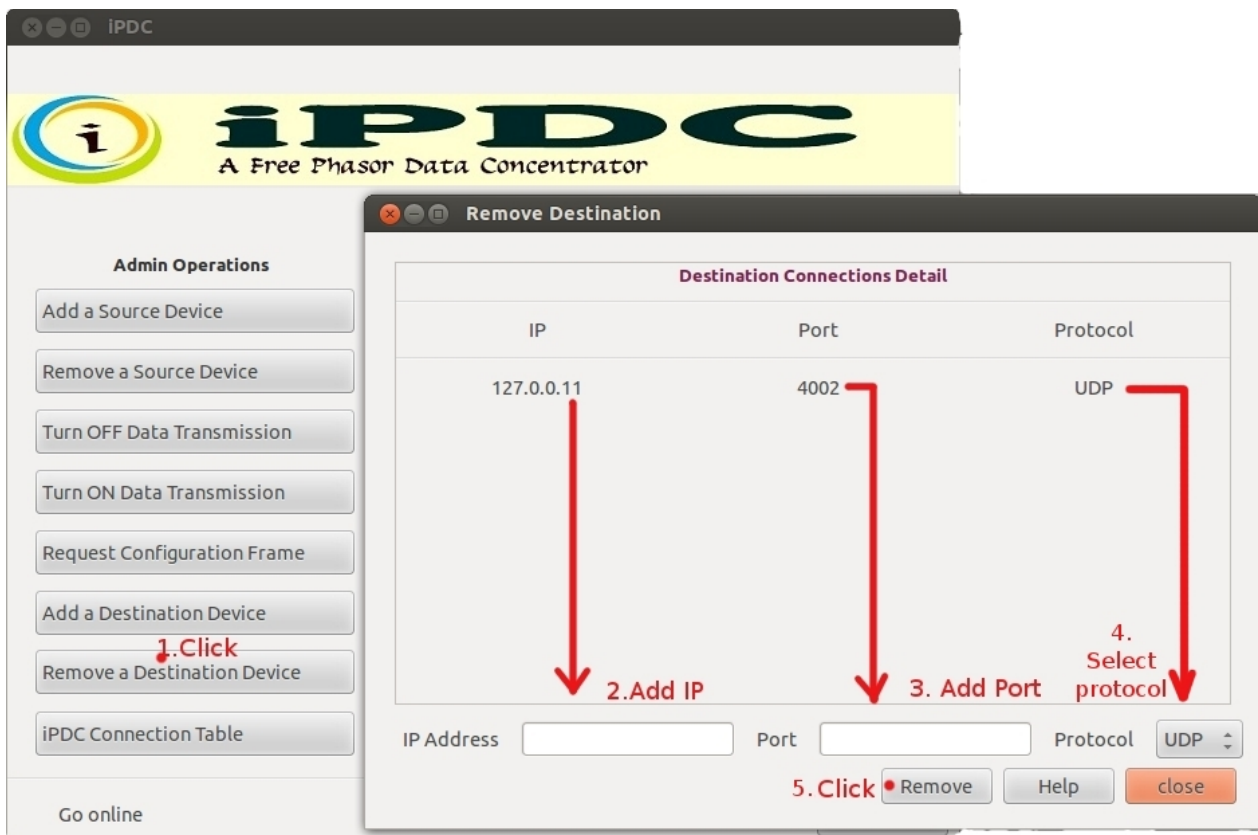 iPDC
i
iPDC
A Free Phasor Data Concentrator
Admin Operations
Add a Source Device
Remove a Source Device
Turn OFF Data Transmission
Turn ON Data Transmission
Request Configuration Frame
Add a Destination Device
1.Click
Remove a Destination Device
iPDC Connection Table
Go online
Remove Destination
Destination Connections Detail
IP Port Protocol
127.0.0.11 4002 UDP
2.Add IP
3. Add Port
4.
Select
protocol
IP Address Port Protocol UDP
5.Click Remove Help close